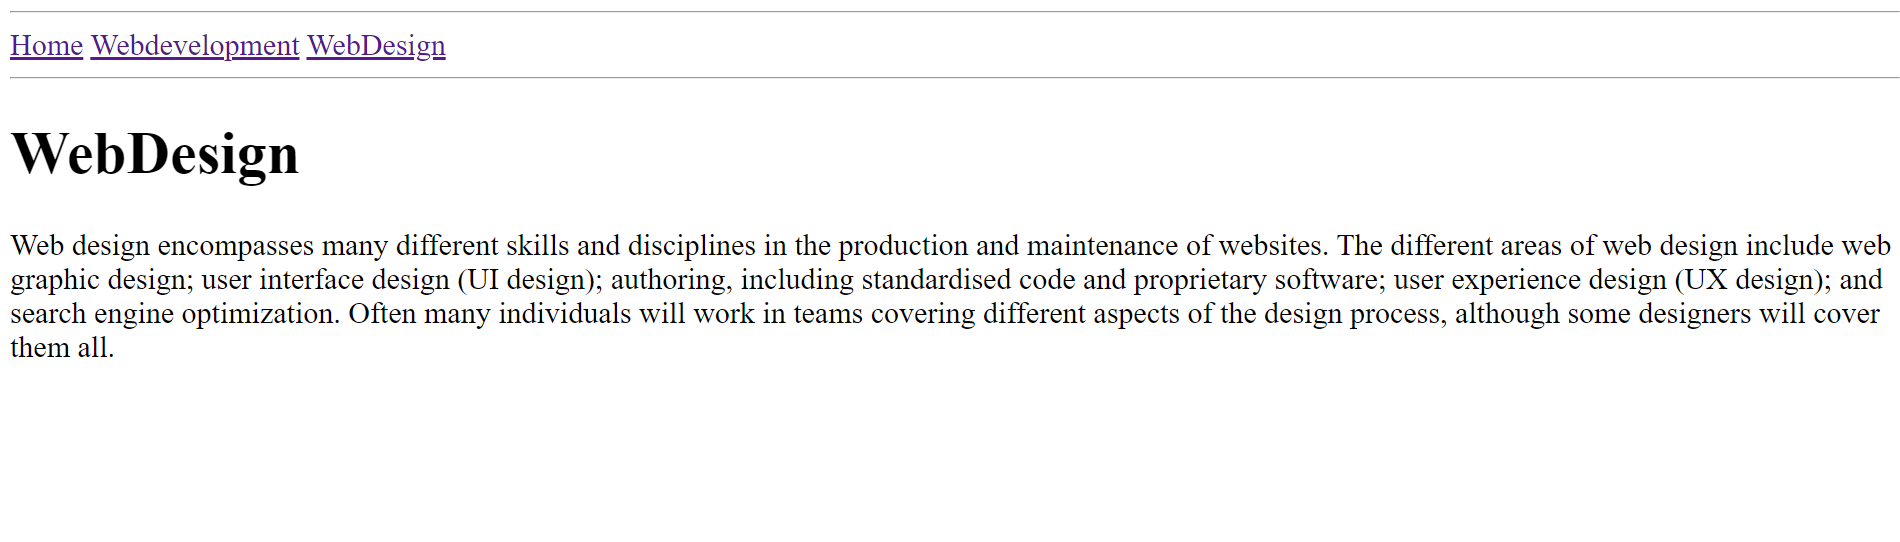 Home Webdevelopment WebDesign
WebDesign
Web design encompasses many different skills and disciplines in the production and maintenance of websites. The different areas of web design include web
graphic design; user interface design (UI design); authoring, including standardised code and proprietary software; user experience design (UX design); and
search engine optimization. Often many individuals will work in teams covering different aspects of the design process, although some designers will cover
them all.